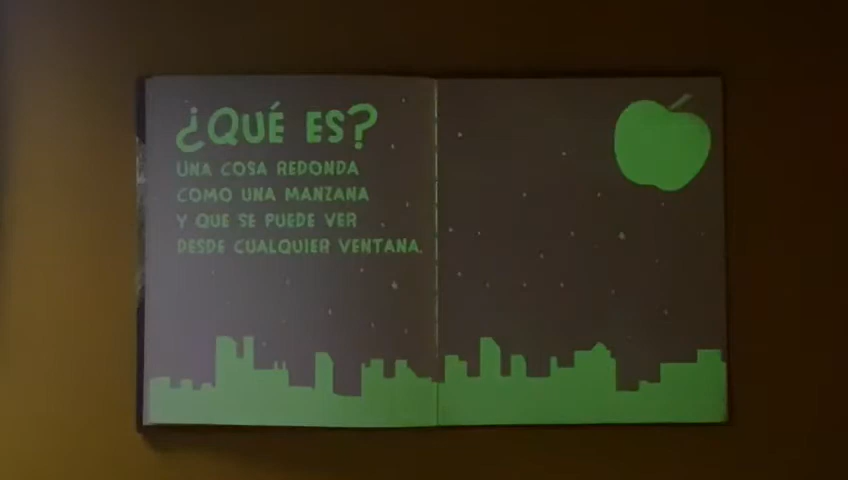 ¿QUÉ ES?
UNA COSA REDONDA
COMO UNA MANZANA
Y QUE SE PUEDE VER
DESDE CUALQUIER VENTANA.